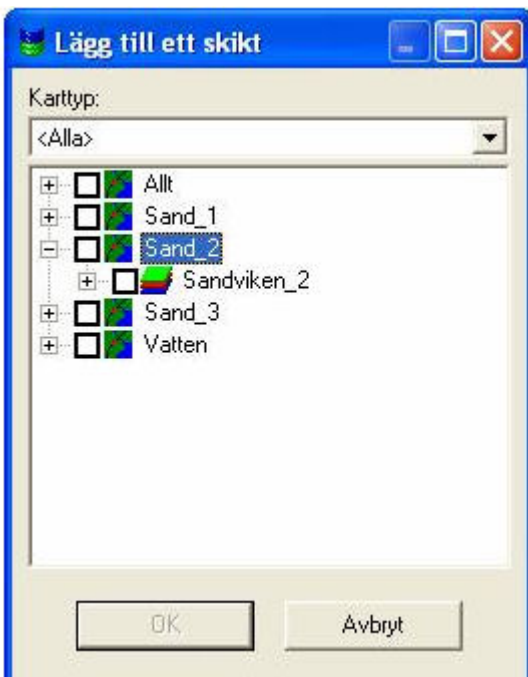 Lägg till ett skikt
Karttyp:
<Alla>
Allt
Sand_1
Sand_2
Sandviken_2
Sand_3
Vatten
OK
Avbryt